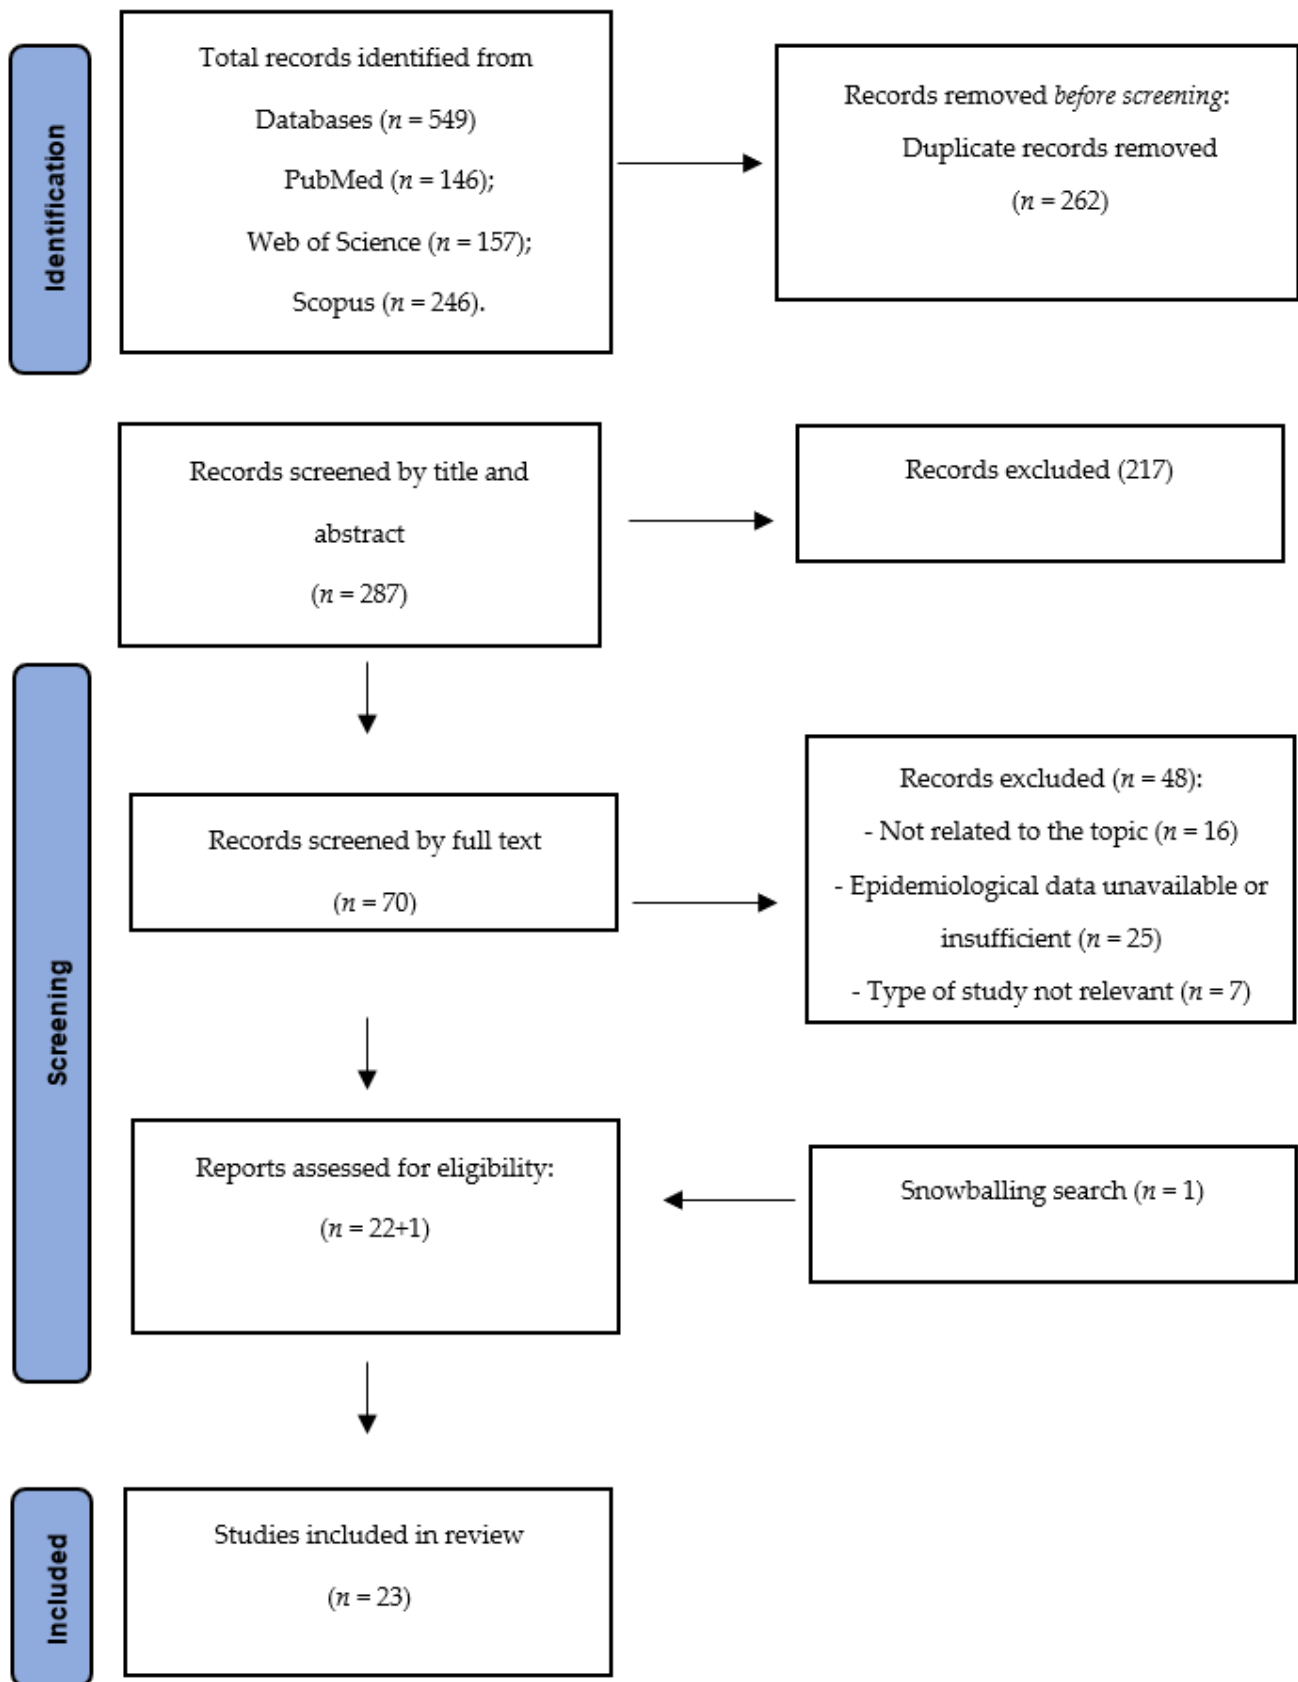 Identification
Total records identified from
Databases (n = 549)
PubMed (n = 146);
Web of Science (n = 157);
Scopus (n = 246).
Records removed before screening:
Duplicate records removed
(n = 262)
Records screened by title and
abstract
(n = 287)
Records excluded (217)
Screening
Records screened by full text
(n = 70)
Records excluded (n = 48):
- Not related to the topic (n = 16)
- Epidemiological data unavailable or
insufficient (n = 25)
- Type of study not relevant (n = 7)
Reports assessed for eligibility:
(n = 22+1)
Snowballing search (n = 1)
Included
Studies included in review
(n = 23)